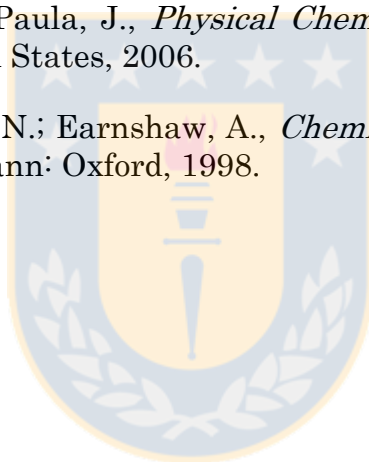 Paula, J., Physical Chem
States, 2006.
N.; Earnshaw, A., Chem
ann: Oxford, 1998.